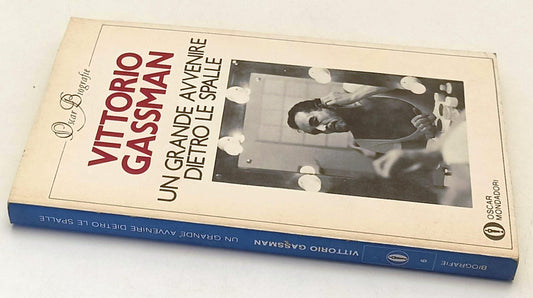 Oscar Biografie
VITTORIO
GASSMAN
UN GRANDE AVVENIRE
DIETRO LE SPALLE
OSCAR
MONDADORI
BIOGRAFIE
9
VITTORIO GASSMAN
UN GRANDE AVVENIRE DIETRO LE SPALLE